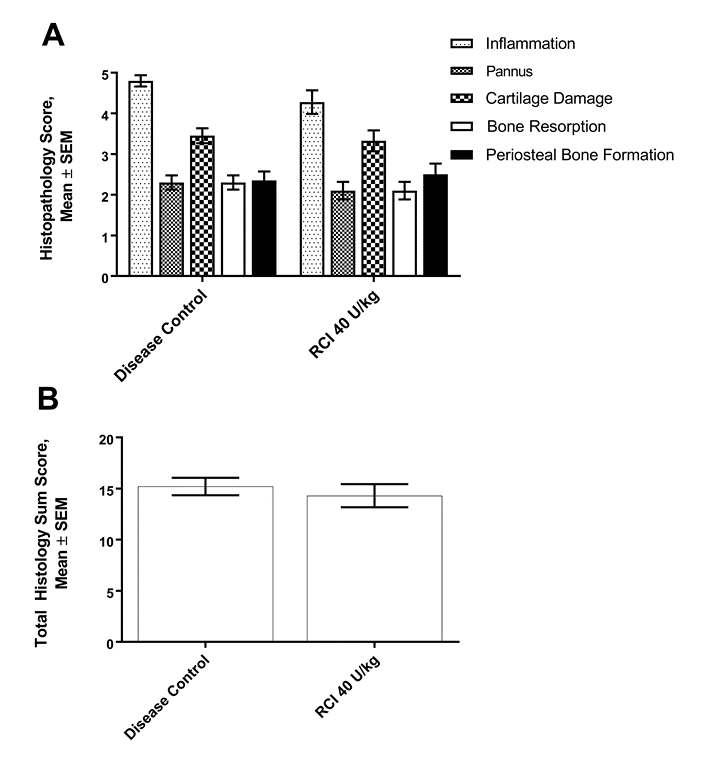 A
Inflammation
Pannus
Cartilage Damage
Bone Resorption
Periosteal Bone Formation
Histopathology Score,
Mean ± SEM
5
4
3
2
1
0
Disease Control
RCI 40 U/kg
B
Total Histology Sum Score,
Mean ± SEM
20
15
10
5
0
Disease Control
RCI 40 U/kg